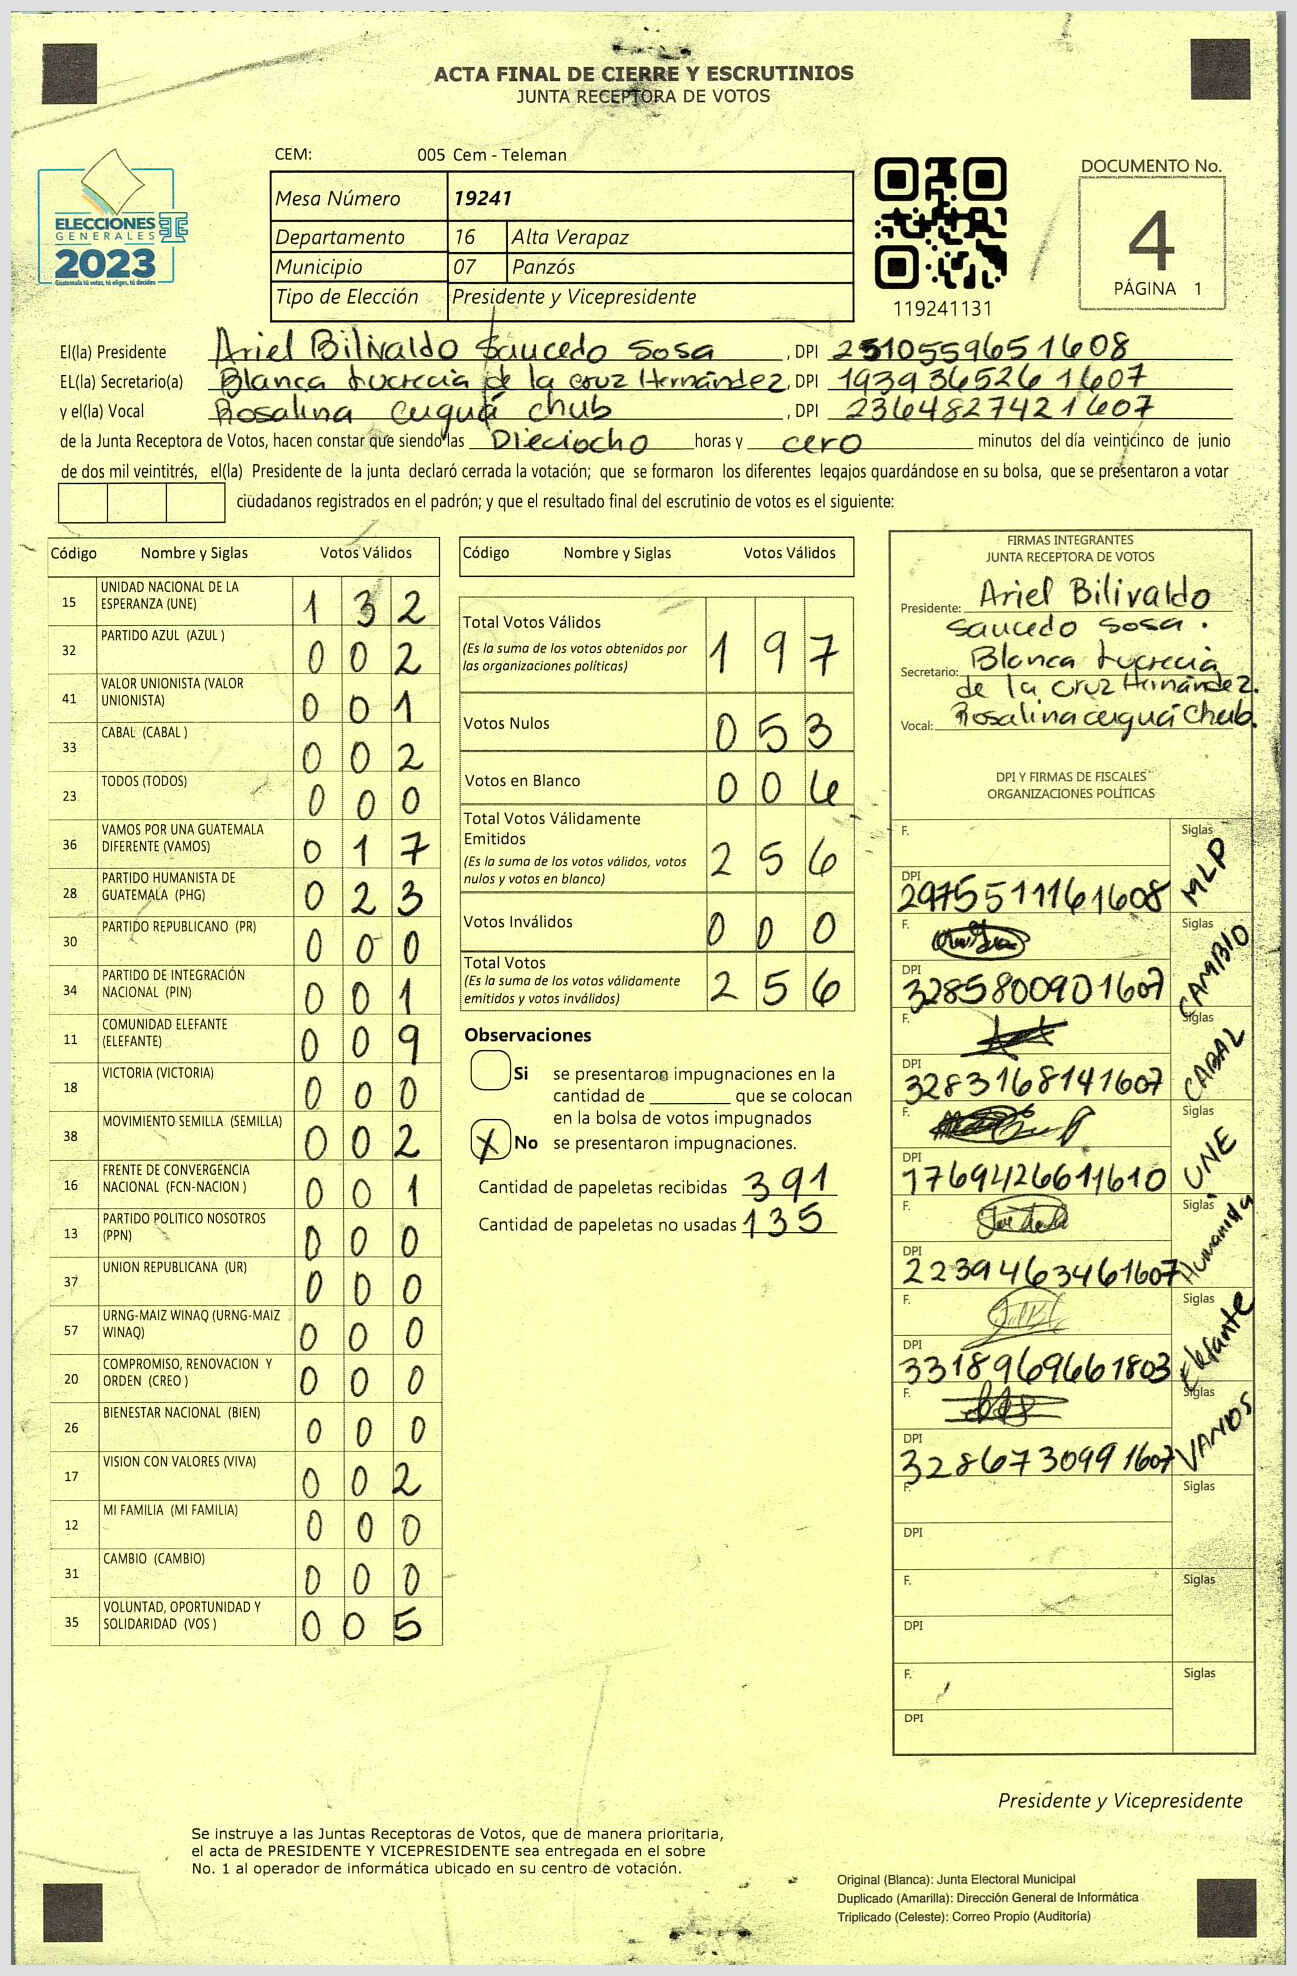 ACTA FINAL DE CIERRE Y ESCRUTINIOS
JUNTA RECEPTORA DE VOTOS
ELECCIONES
GENERALES
2023
Guatemala tú votas, tú eliges, tú decides
CEM: 005 Cem - Teleman
Mesa Número 19241
Departamento 16 Alta Verapaz
Municipio 07 Panzós
Tipo de Elección Presidente y Vicepresidente
119241131
DOCUMENTO No.
4
PÁGINA 1
El(la) Presidente Ariel Bilivaldo Saucedo Sosa, DPI 2510559651608
EL(la) Secretario(a) Blanca Lucrecia de la cruz Hernández, DPI 1939365261607
y el(la) Vocal Rosalina cuguá chub, DPI 2364827421607
de la Junta Receptora de Votos, hacen constar que siendo las Dieciocho horas y cero minutos del día veinticinco de junio
de dos mil veintitrés, el(la) Presidente de la junta declaró cerrada la votación; que se formaron los diferentes legajos quardándose en su bolsa, que se presentaron a votar
ciudadanos registrados en el padrón; y que el resultado final del escrutinio de votos es el siguiente:
Código Nombre y Siglas Votos Válidos
15 UNIDAD NACIONAL DE LA ESPERANZA (UNE) 1 3 2
32 PARTIDO AZUL (AZUL ) 0 0 2
41 VALOR UNIONISTA (VALOR UNIONISTA) 0 0 1
33 CABAL (CABAL ) 0 0 2
23 TODOS (TODOS) 0 0 0
36 VAMOS POR UNA GUATEMALA DIFERENTE (VAMOS) 0 1 7
28 PARTIDO HUMANISTA DE GUATEMALA (PHG) 0 2 3
30 PARTIDO REPUBLICANO (PR) 0 0 0
34 PARTIDO DE INTEGRACIÓN NACIONAL (PIN) 0 0 1
11 COMUNIDAD ELEFANTE (ELEFANTE) 0 0 9
18 VICTORIA (VICTORIA) 0 0 0
38 MOVIMIENTO SEMILLA (SEMILLA) 0 0 2
16 FRENTE DE CONVERGENCIA NACIONAL (FCN-NACION ) 0 0 1
13 PARTIDO POLITICO NOSOTROS (PPN) 0 0 0
37 UNION REPUBLICANA (UR) 0 0 0
57 URNG-MAIZ WINAQ (URNG-MAIZ WINAQ) 0 0 0
20 COMPROMISO, RENOVACION Y ORDEN (CREO ) 0 0 0
26 BIENESTAR NACIONAL (BIEN) 0 0 0
17 VISION CON VALORES (VIVA) 0 0 2
12 MI FAMILIA (MI FAMILIA) 0 0 0
31 CAMBIO (CAMBIO) 0 0 0
35 VOLUNTAD, OPORTUNIDAD Y SOLIDARIDAD (VOS ) 0 0 5
Código Nombre y Siglas Votos Válidos
Total Votos Válidos
(Es la suma de los votos obtenidos por las organizaciones políticas) 1 9 7
Votos Nulos 0 5 3
Votos en Blanco 0 0 6
Total Votos Válidamente Emitidos
(Es la suma de los votos válidos, votos nulos y votos en blanco) 2 5 6
Votos Inválidos 0 0 0
Total Votos
(Es la suma de los votos válidamente emitidos y votos inválidos) 2 5 6
Observaciones
Si se presentaron impugnaciones en la
cantidad de ________ que se colocan
en la bolsa de votos impugnados
X No se presentaron impugnaciones.
Cantidad de papeletas recibidas 391
Cantidad de papeletas no usadas 135
FIRMAS INTEGRANTES
JUNTA RECEPTORA DE VOTOS
Presidente: Ariel Bilivaldo
Saucedo Sosa.
Secretario: Blanca Lucrecia
de la cruz Hernández.
Vocal: Rosalina cuguá Chub.
DPI Y FIRMAS DE FISCALES
ORGANIZACIONES POLÍTICAS
F. Siglas MLP
DPI 2975511161608
F. Siglas CAMBIO
DPI 3285800901607
F. Siglas CABAL
DPI 3283168141607
F. Siglas UNE
DPI 1769426611610
F. Siglas Humanista
DPI 2239463461607
F. Siglas Elefante
DPI 3318969661803
F. Siglas VAMOS
DPI 3286730991607
F. Siglas
DPI
F. Siglas
DPI
F. Siglas
DPI
Presidente y Vicepresidente
Se instruye a las Juntas Receptoras de Votos, que de manera prioritaria,
el acta de PRESIDENTE Y VICEPRESIDENTE sea entregada en el sobre
No. 1 al operador de informática ubicado en su centro de votación.
Original (Blanca): Junta Electoral Municipal
Duplicado (Amarilla): Dirección General de Informática
Triplicado (Celeste): Correo Propio (Auditoría)